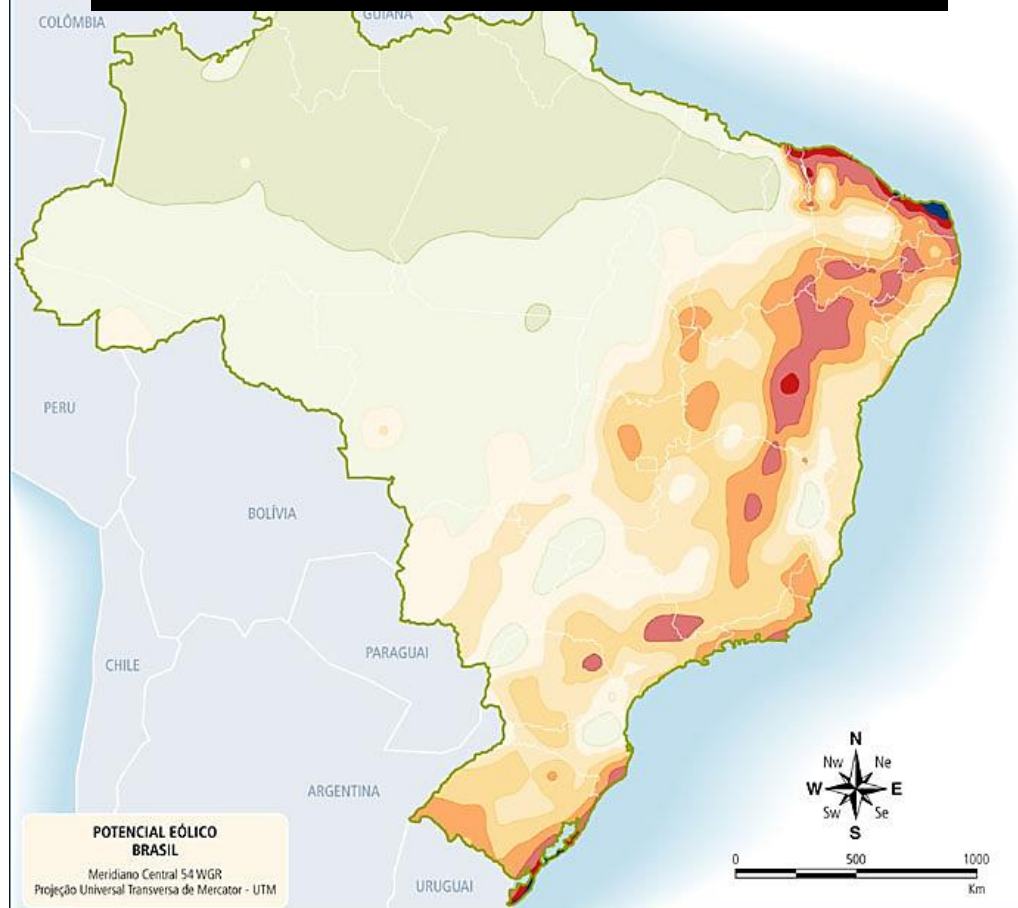 COLÔMBIA
GUIANA
PERU
BOLÍVIA
PARAGUAI
CHILE
ARGENTINA
URUGUAI
N
Nw Ne
W E
Sw Se
S
0 500 1000
Km
POTENCIAL EÓLICO
BRASIL
Meridiano Central 54 WGR
Projeção Universal Transversa de Mercator - UTM